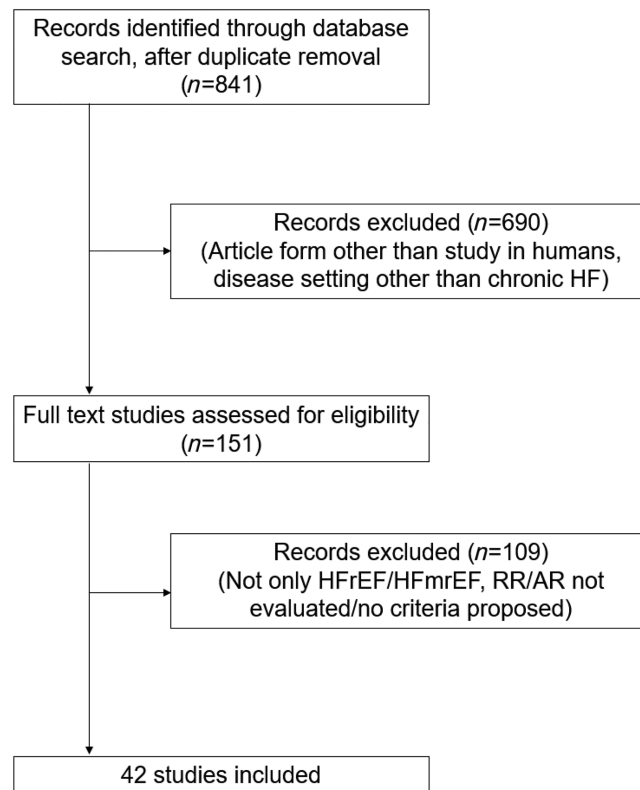 Records identified through database
search, after duplicate removal
(n=841)
Records excluded (n=690)
(Article form other than study in humans,
disease setting other than chronic HF)
Full text studies assessed for eligibility
(n=151)
Records excluded (n=109)
(Not only HFrEF/HFmrEF, RR/AR not
evaluated/no criteria proposed)
42 studies included